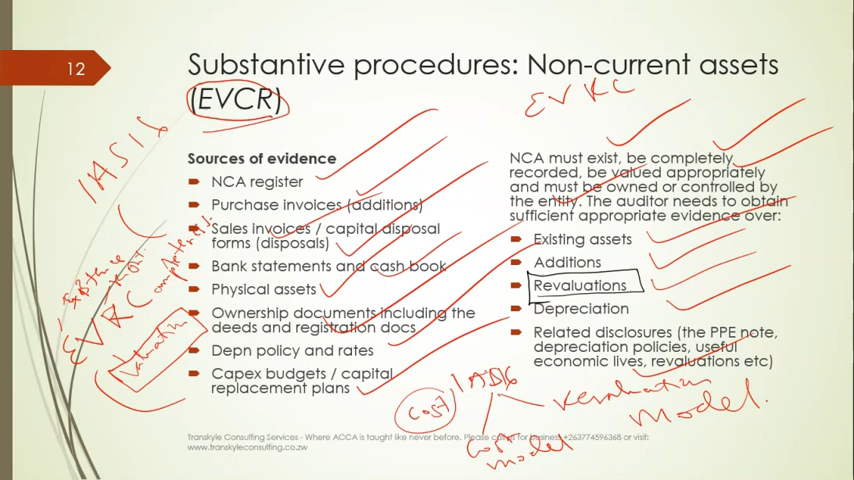 12
Substantive procedures: Non-current assets
(EVCR)
EVRC
IAS16
Sources of evidence
NCA register
Purchase invoices (additions)
Sales invoices / capital disposal
forms (disposals)
Bank statements and cash book
Physical assets
Ownership documents including the
deeds and registration docs
Depn policy and rates
Capex budgets / capital
replacement plans
NCA must exist, be completely
recorded, be valued appropriately
and must be owned or controlled by
the entity. The auditor needs to obtain
sufficient appropriate evidence over:
Existing assets
Additions
Revaluations
Depreciation
Related disclosures (the PPE note,
depreciation policies, useful
economic lives, revaluations etc)
Existence
EVRC
Valuation
Cost
IAS16
Cost
model
Revaluation
Model.
Transkyle Consulting Services - Where ACCA is taught like never before. Please call us for business +263774596368 or visit:
www.transkyleconsulting.co.zw